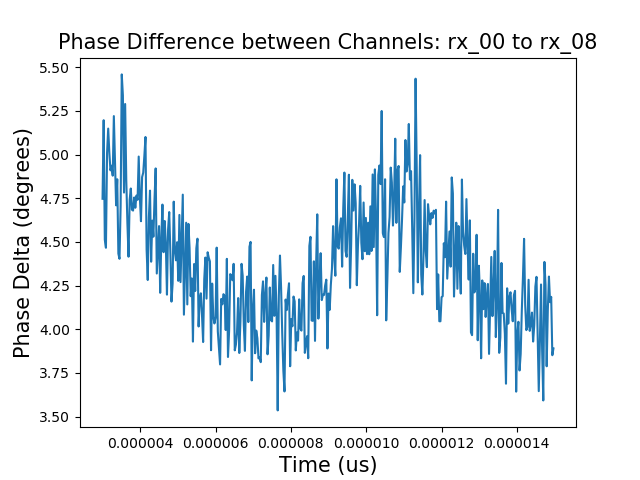 Phase Difference between Channels: rx_00 to rx_08
Phase Delta (degrees)
5.50
5.25
5.00
4.75
4.50
4.25
4.00
3.75
3.50
0.000004 0.000006 0.000008 0.000010 0.000012 0.000014
Time (us)